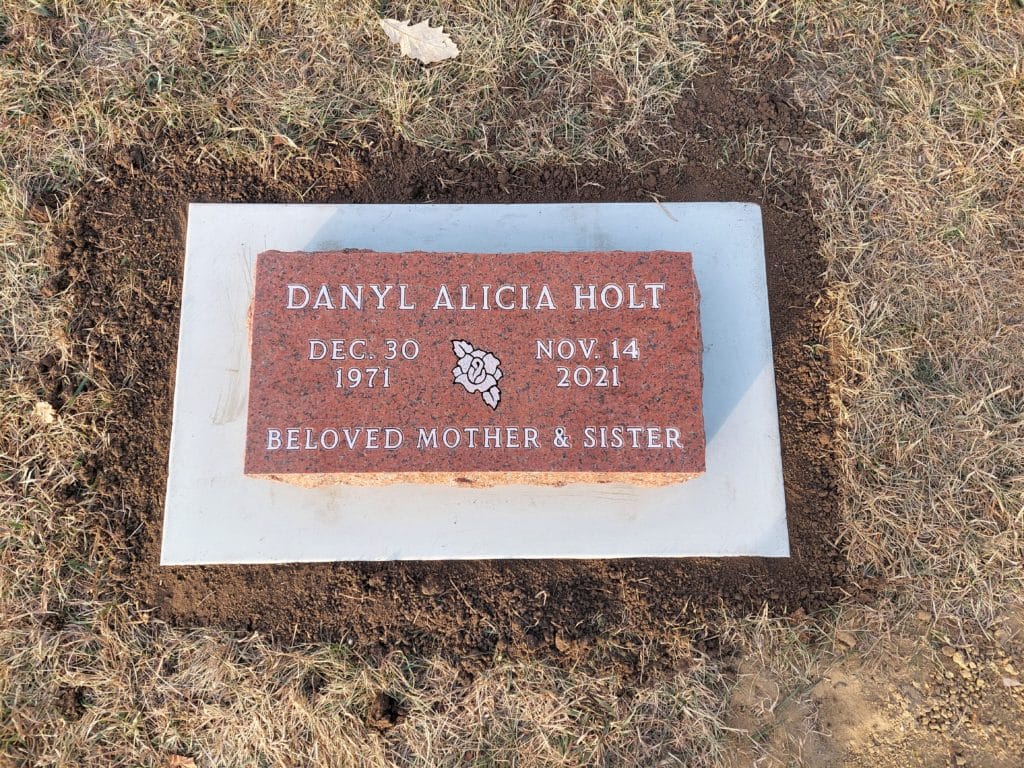 DANYL ALICIA HOLT
DEC. 30 NOV. 14
1971 2021
BELOVED MOTHER & SISTER